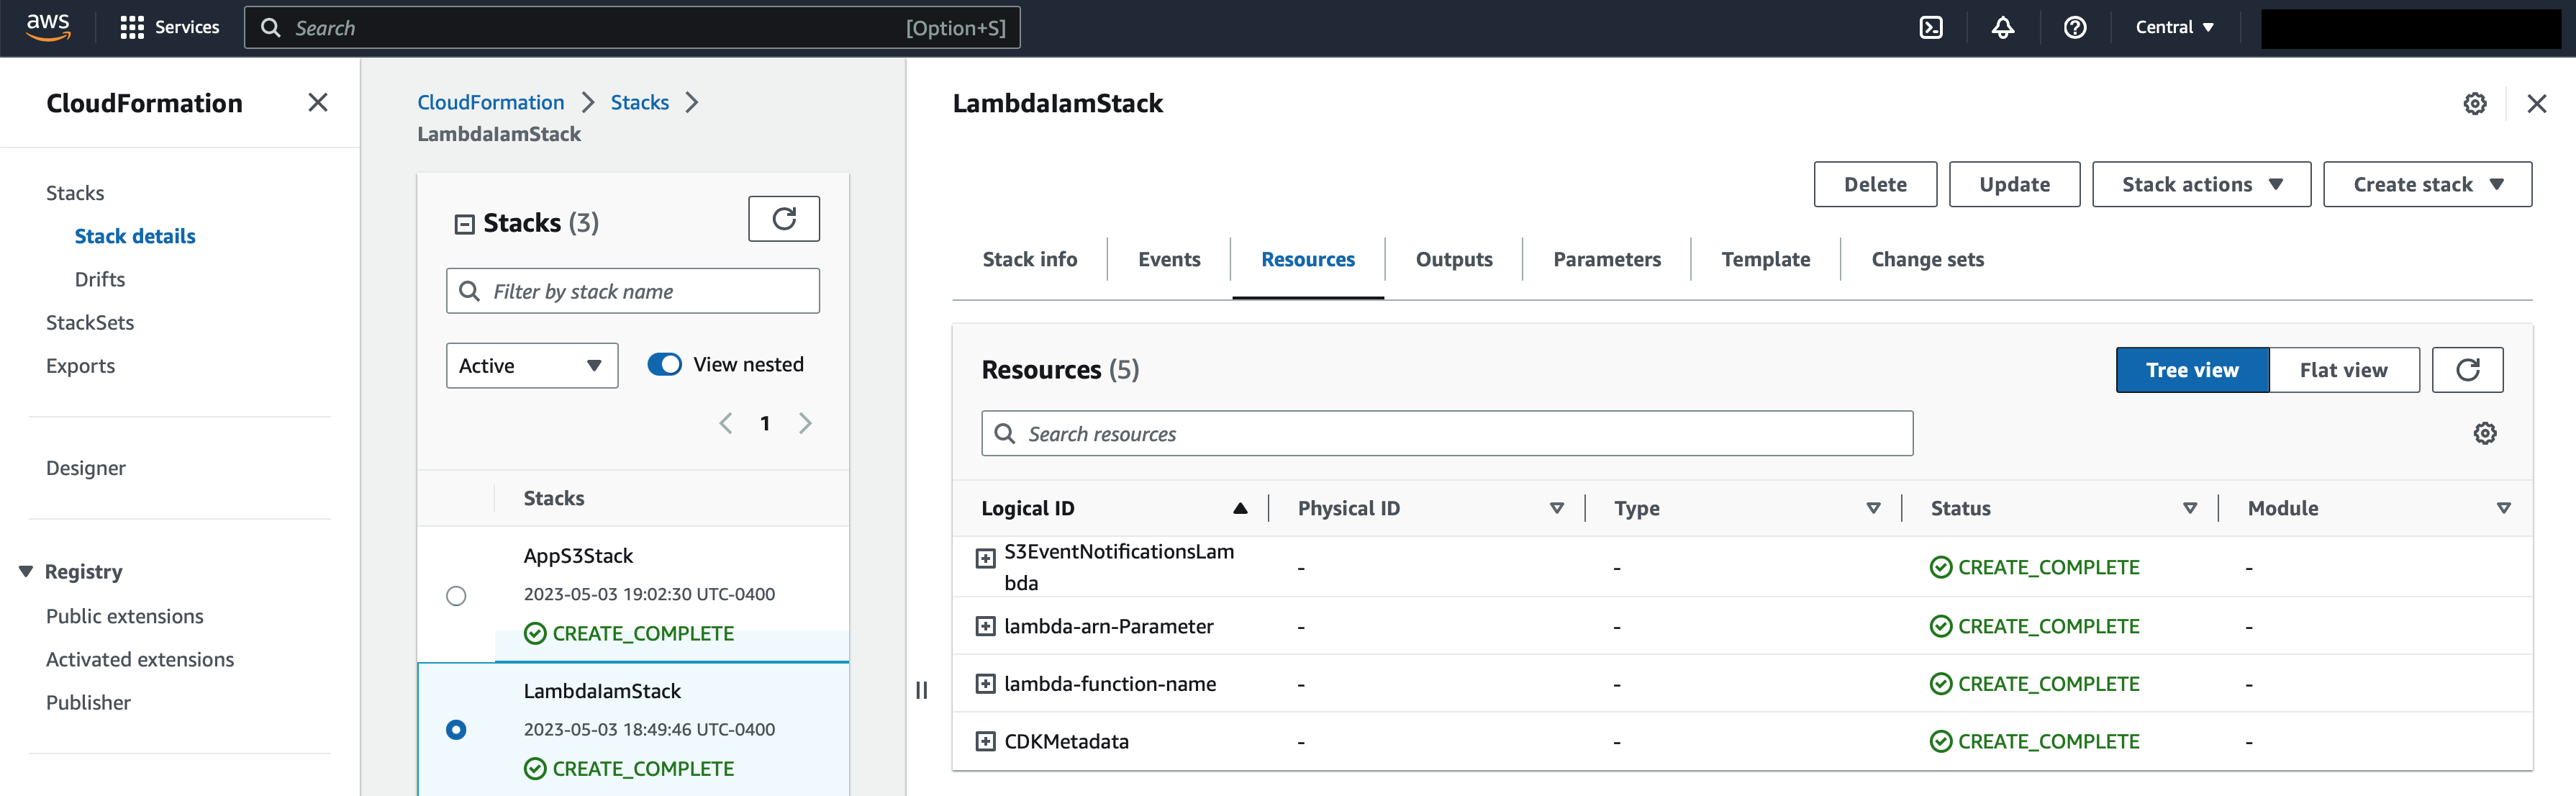 aws
Services
Search
[Option+S]
Central
CloudFormation
Stacks
Stack details
Drifts
StackSets
Exports
Designer
Registry
Public extensions
Activated extensions
Publisher
CloudFormation
Stacks
LambdaIamStack
Stacks (3)
Filter by stack name
Active
View nested
1
Stacks
AppS3Stack
2023-05-03 19:02:30 UTC-0400
CREATE_COMPLETE
LambdaIamStack
2023-05-03 18:49:46 UTC-0400
CREATE_COMPLETE
LambdaIamStack
Delete
Update
Stack actions
Create stack
Stack info
Events
Resources
Outputs
Parameters
Template
Change sets
Resources (5)
Tree view
Flat view
Search resources
Logical ID
Physical ID
Type
Status
Module
S3EventNotificationsLam
bda
-
-
CREATE_COMPLETE
-
lambda-arn-Parameter
-
-
CREATE_COMPLETE
-
lambda-function-name
-
-
CREATE_COMPLETE
-
CDKMetadata
-
-
CREATE_COMPLETE
-